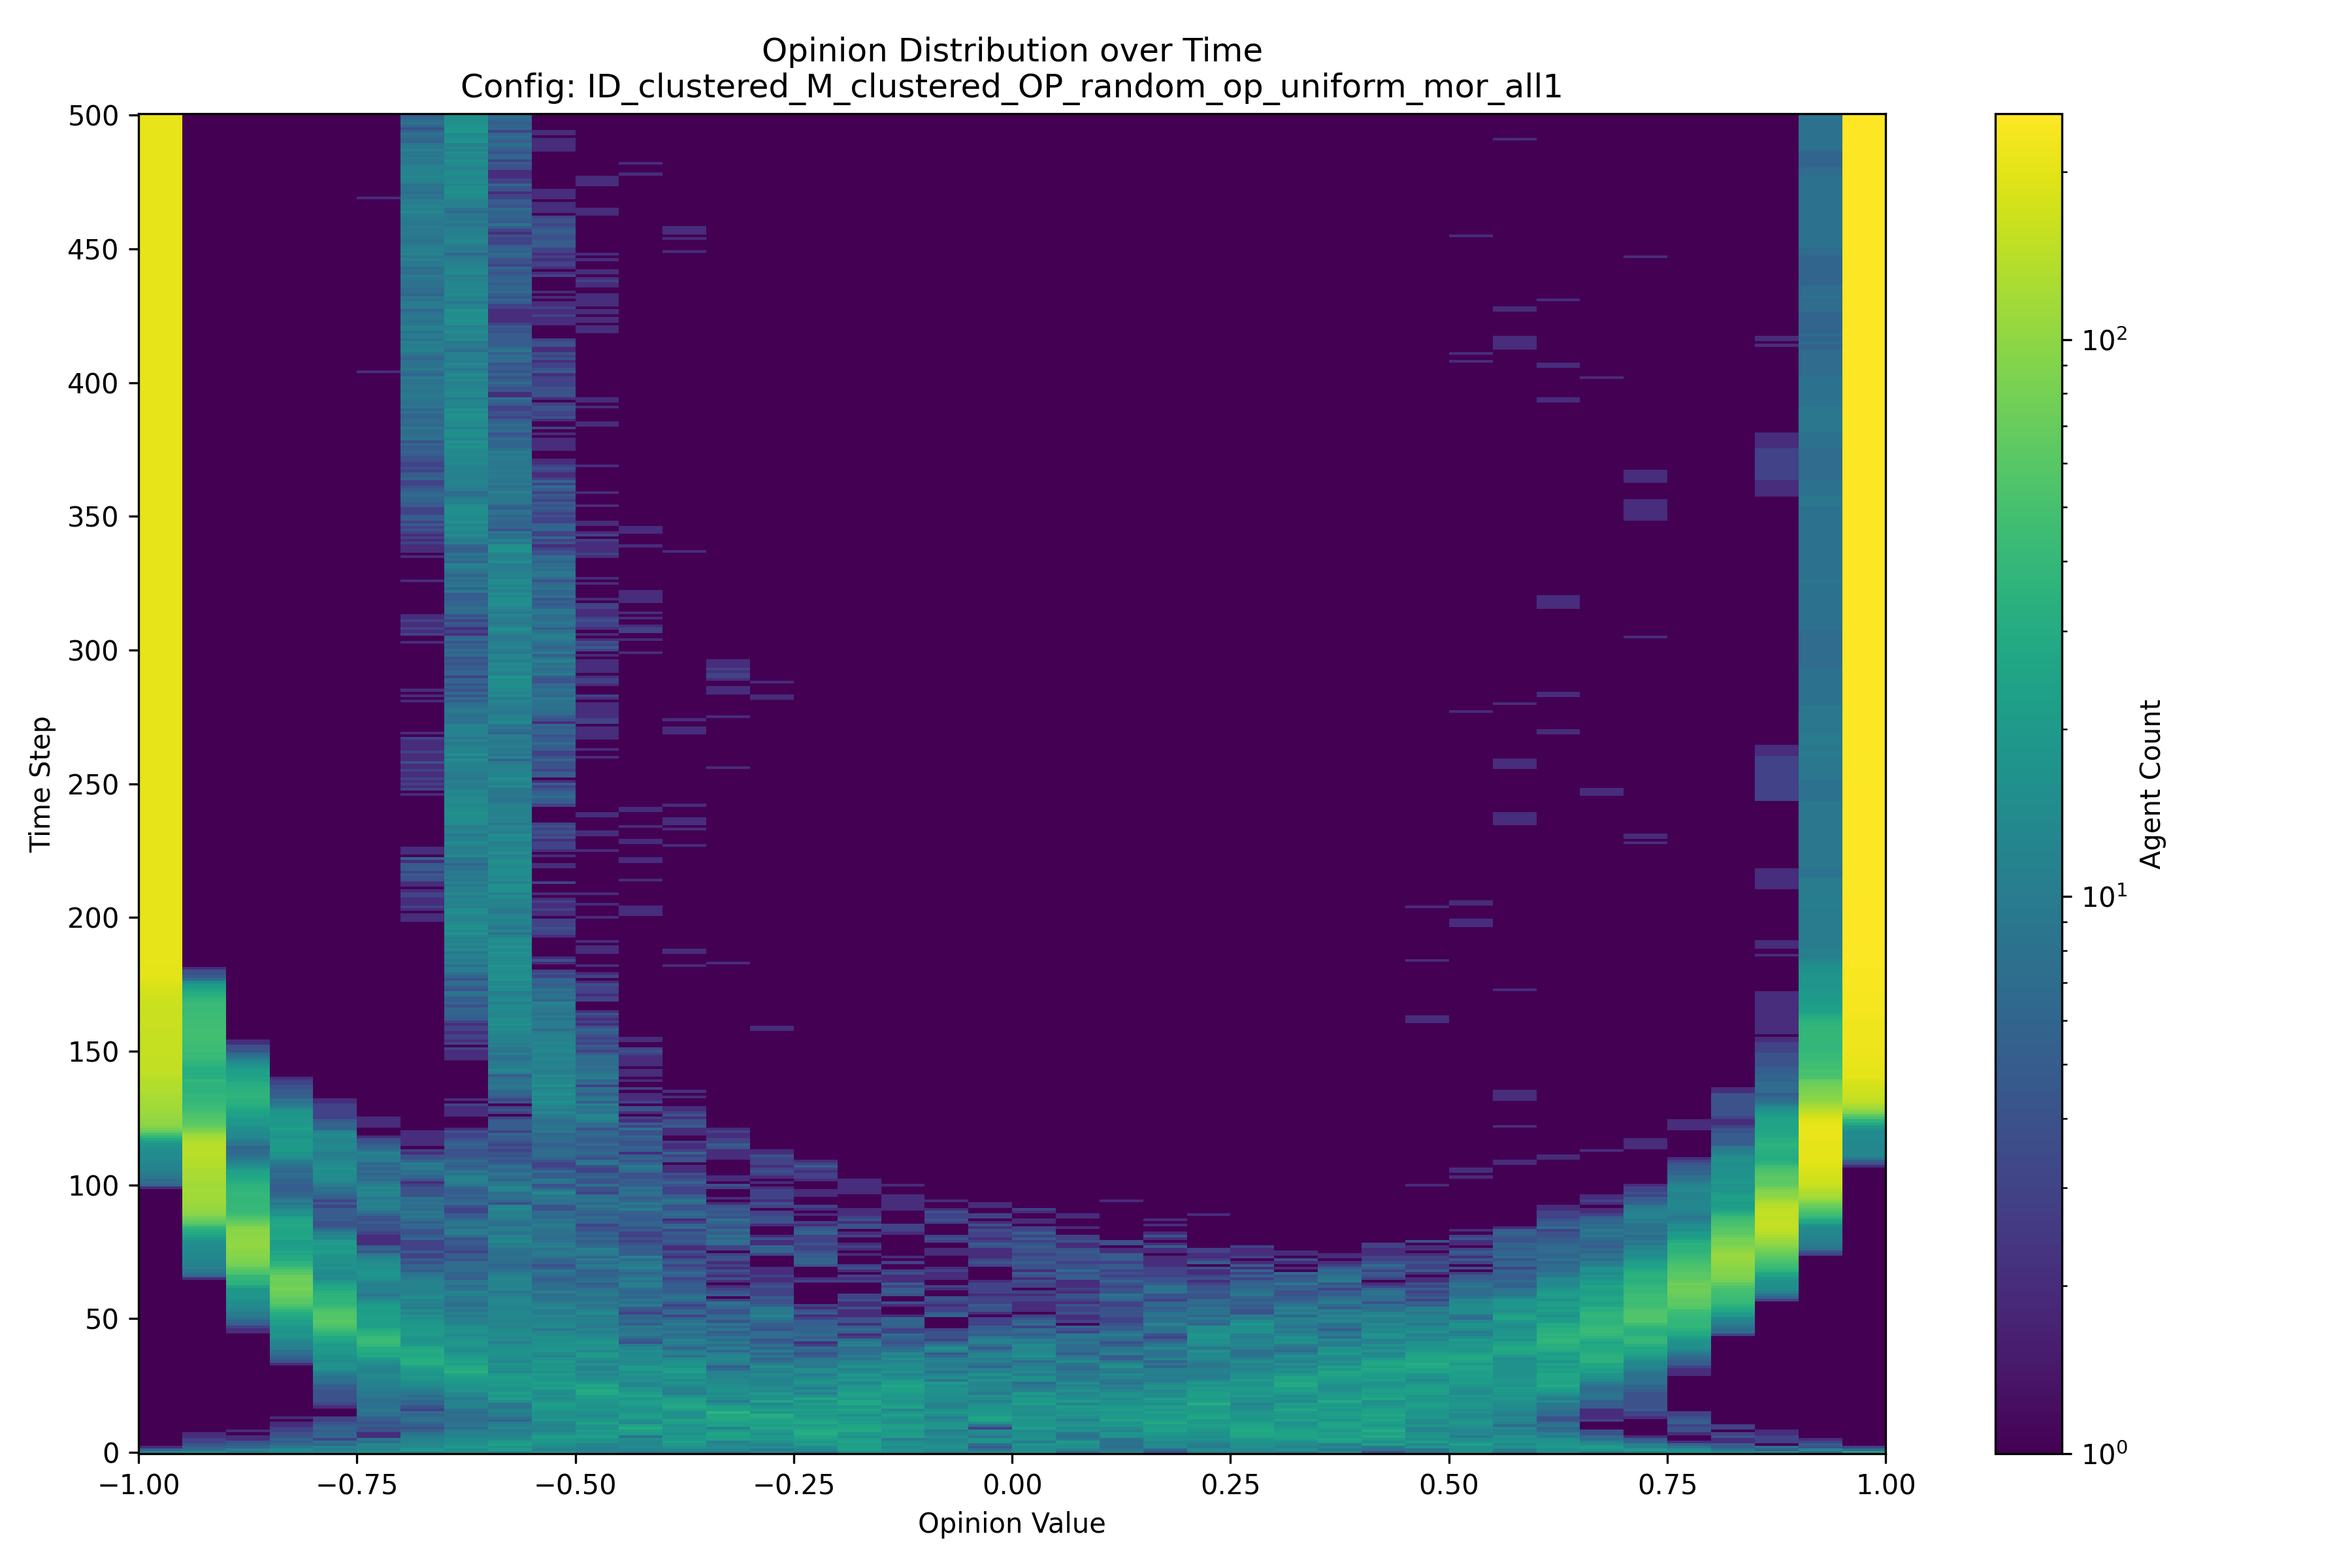 Opinion Distribution over Time
Config: ID_clustered_M_clustered_OP_random_op_uniform_mor_all1
500
450
400
350
300
250
200
150
100
50
0
Time Step
−1.00 −0.75 −0.50 −0.25 0.00 0.25 0.50 0.75 1.00
Opinion Value
10²
10¹
10⁰
Agent Count